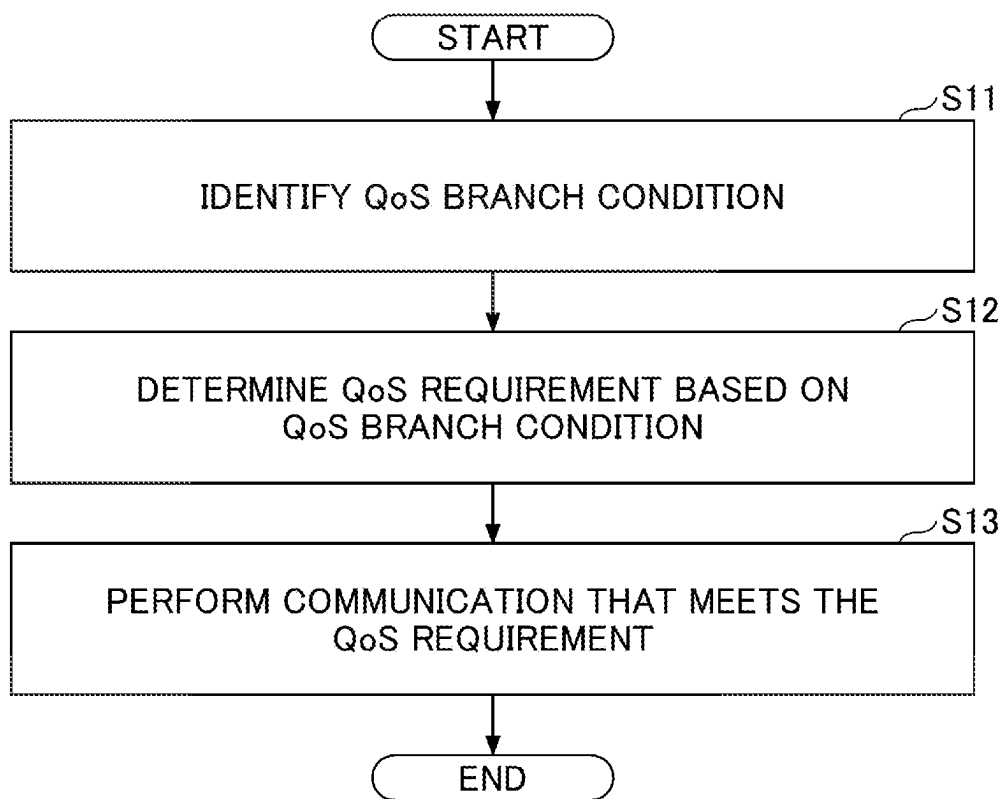 START
S11
IDENTIFY QoS BRANCH CONDITION
S12
DETERMINE QoS REQUIREMENT BASED ON
QoS BRANCH CONDITION
S13
PERFORM COMMUNICATION THAT MEETS THE
QoS REQUIREMENT
END